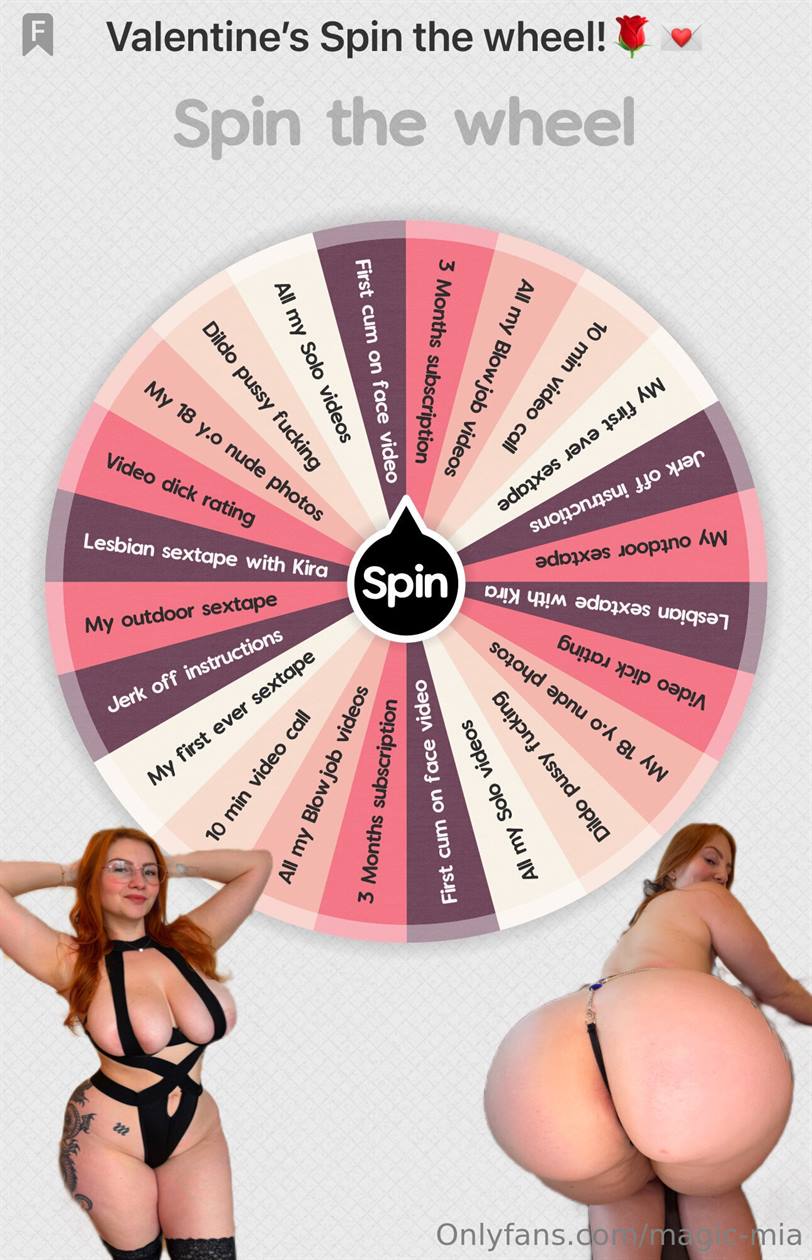 F
Valentine's Spin the wheel!🌹💌
Spin the wheel
3 Months subscription
All my Blowjob videos
10 min video call
My first ever sextape
Jerk off instructions
My outdoor sextape
Lesbian sextape with Kira
Video dick rating
My 18 y.o nude photos
Dildo pussy fucking
All my Solo videos
First cum on face video
3 Months subscription
All my Blowjob videos
10 min video call
My first ever sextape
Jerk off instructions
My outdoor sextape
Lesbian sextape with Kira
Video dick rating
My 18 y.o nude photos
Dildo pussy fucking
All my Solo videos
First cum on face video
Spin
Onlyfans.com/magic-mia